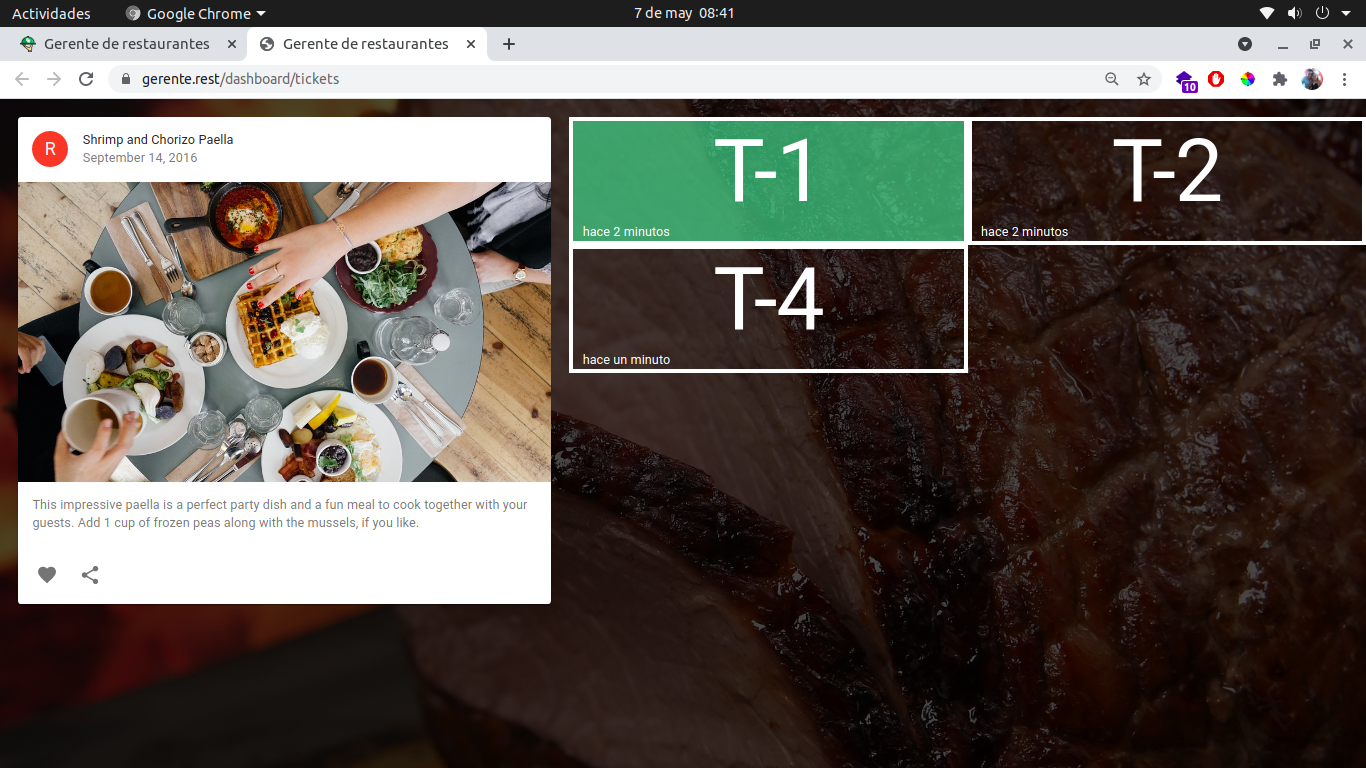 Actividades
Google Chrome
7 de may 08:41
Gerente de restaurantes
Gerente de restaurantes
gerente.rest/dashboard/tickets
10
R
Shrimp and Chorizo Paella
September 14, 2016
This impressive paella is a perfect party dish and a fun meal to cook together with your
guests. Add 1 cup of frozen peas along with the mussels, if you like.
T-1
hace 2 minutos
T-2
hace 2 minutos
T-4
hace un minuto